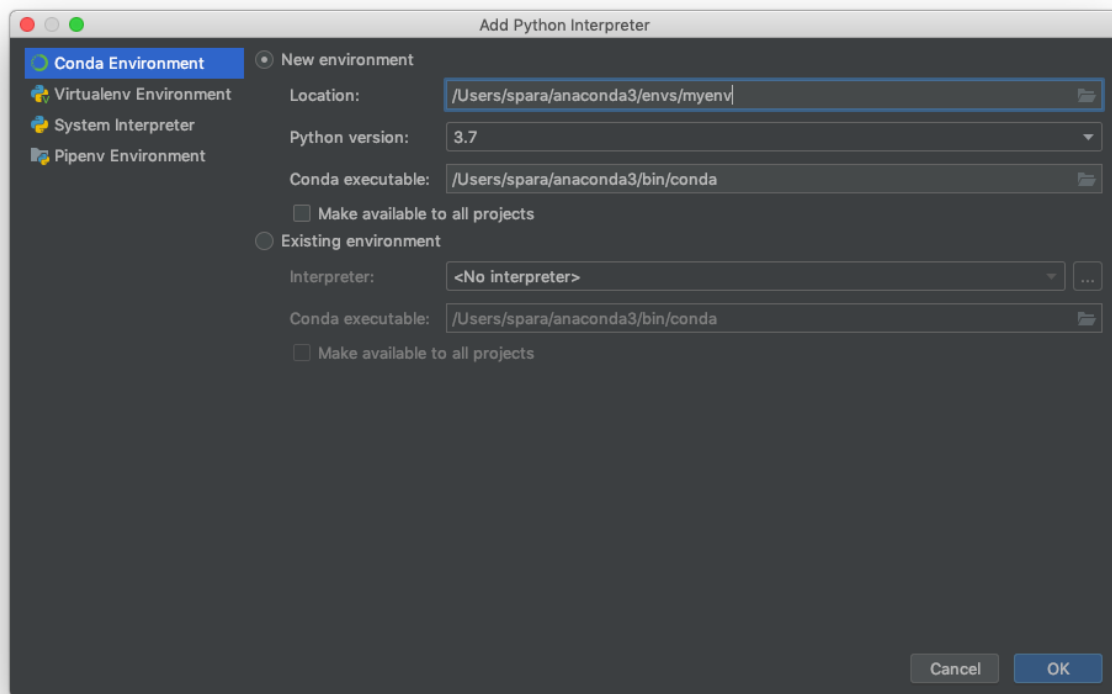 Add Python Interpreter
Conda Environment
Virtualenv Environment
System Interpreter
Pipenv Environment
New environment
Location: /Users/spara/anaconda3/envs/myenv
Python version: 3.7
Conda executable: /Users/spara/anaconda3/bin/conda
Make available to all projects
Existing environment
Interpreter: <No interpreter> ...
Conda executable: /Users/spara/anaconda3/bin/conda
Make available to all projects
Cancel OK